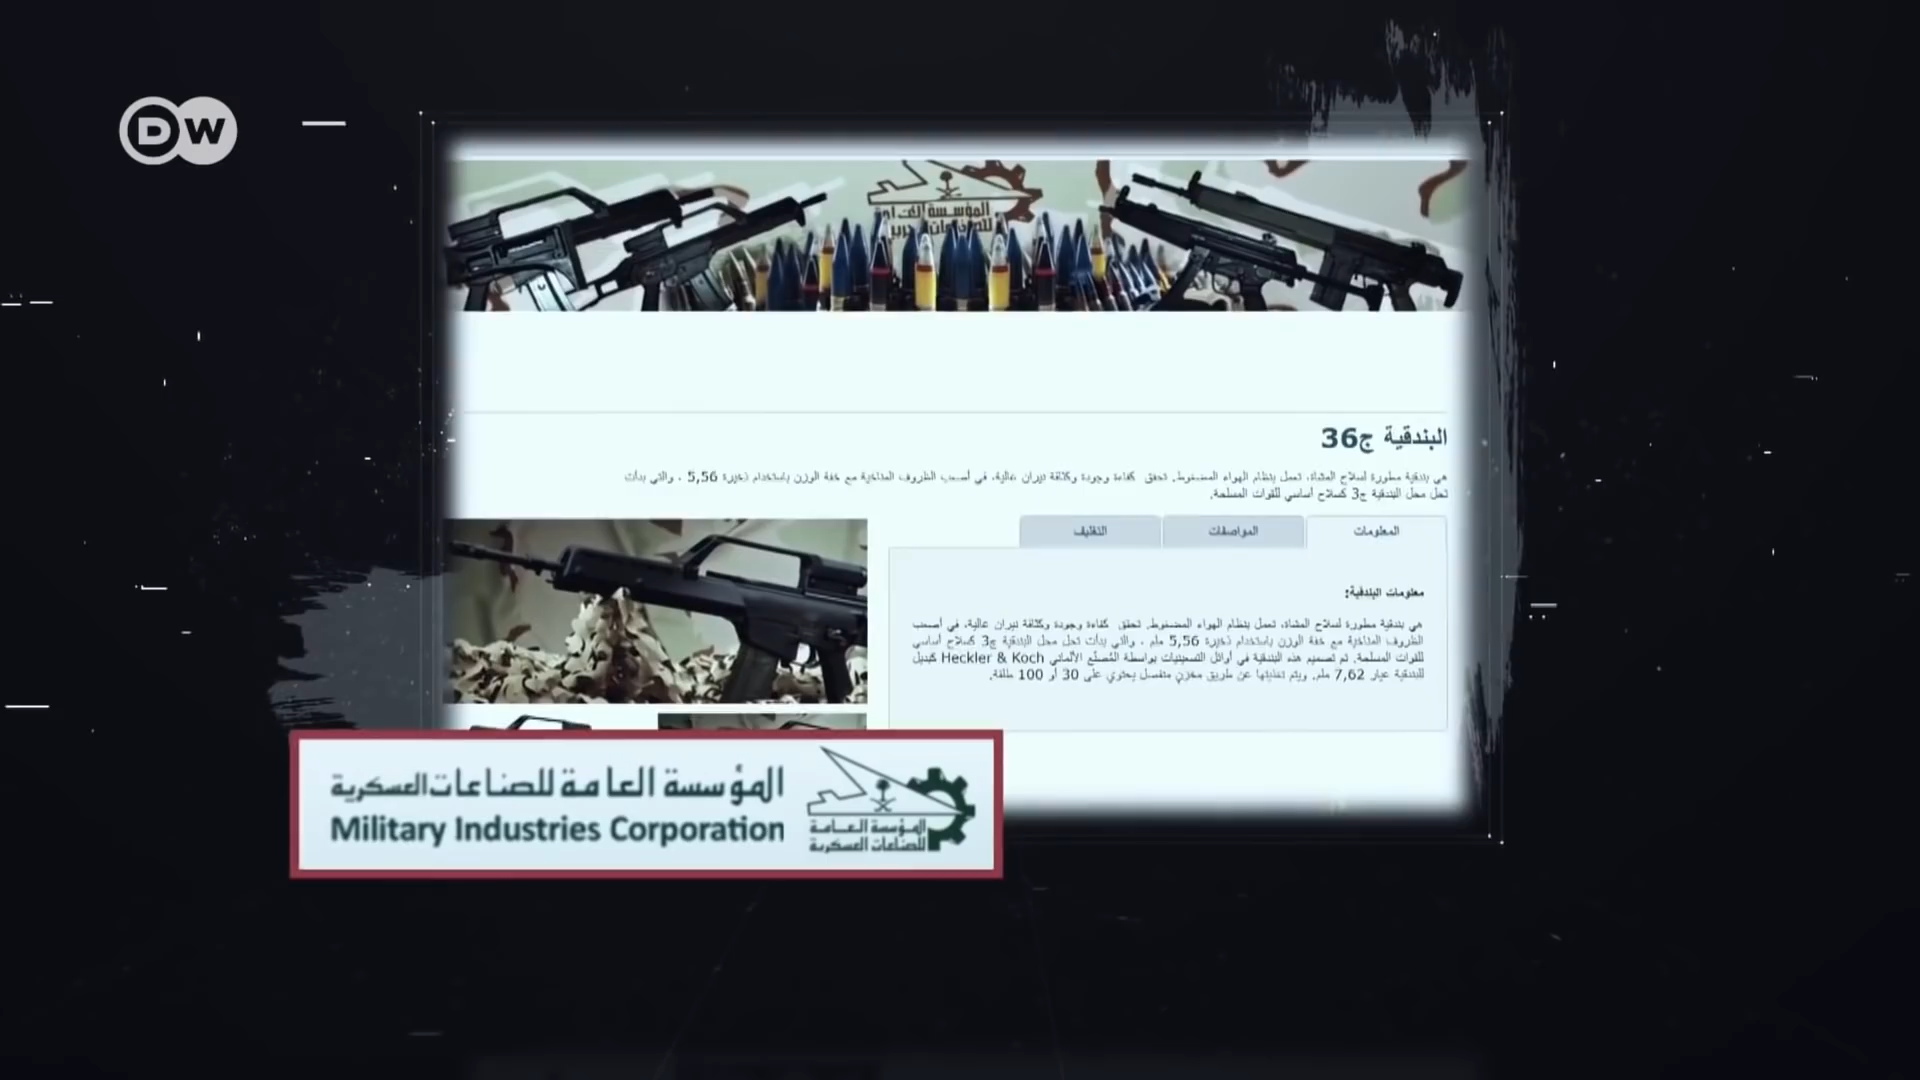 DW
المؤسسة العامة
البندقية ج36
هي بندقية مطورة لسلاح المشاة، تعمل بنظام الهواء المضغوط. تحقق كفاءة وجودة وكثافة نيران عالية، في أصعب الظروف المناخية مع خفة الوزن باستخدام ذخيرة 5,56 ، والتي بدأت
تحل محل البندقية ج3 كسلاح أساسي للقوات المسلحة.
المعلومات
المواصفات
التغليف
معلومات البندقية:
هي بندقية مطورة لسلاح المشاة، تعمل بنظام الهواء المضغوط. تحقق كفاءة وجودة وكثافة نيران عالية، في أصعب
الظروف المناخية مع خفة الوزن باستخدام ذخيرة 5,56 ملم ، والتي بدأت تحل محل البندقية ج3 كسلاح أساسي
للقوات المسلحة. تم تصميم هذه البندقية في أوائل التسعينيات بواسطة المُصنّع الألماني Heckler & Koch كبديل
للبندقية عيار 7,62 ملم. ويتم تغذيتها عن طريق مخزن منفصل يحتوي على 30 أو 100 طلقة.
المؤسسة العامة للصناعات العسكرية
Military Industries Corporation
المؤسسة العامة
للصناعات العسكرية